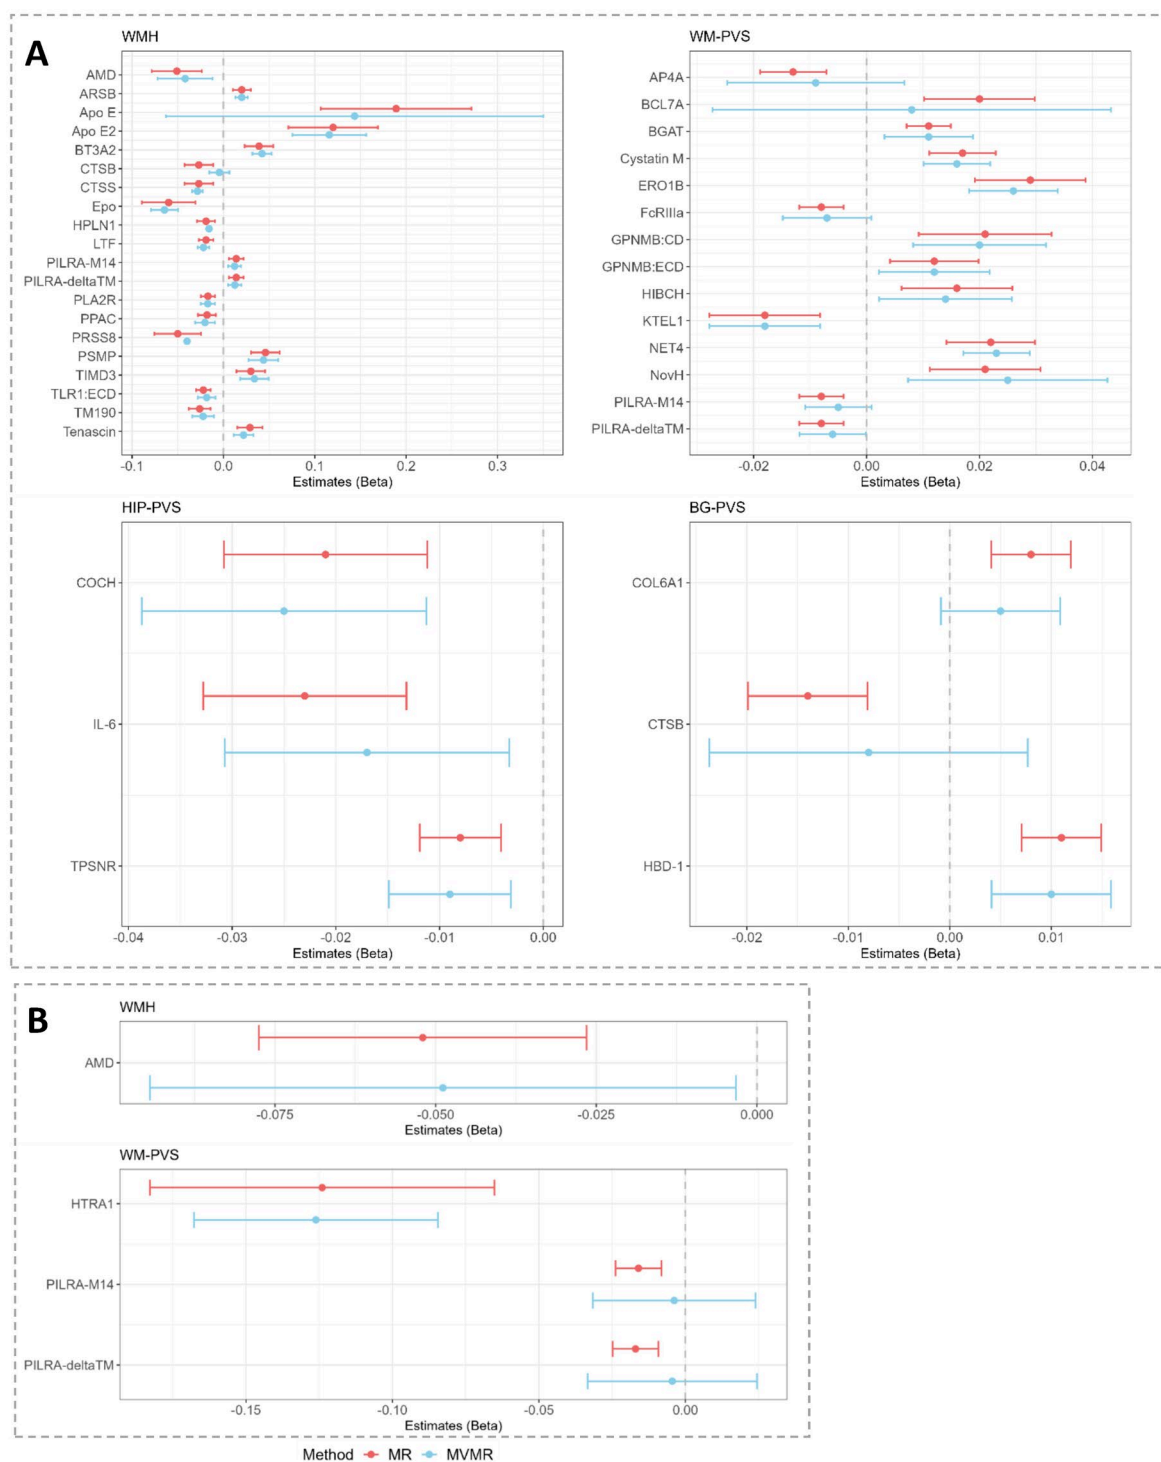 A
WMH
AMD
ARSB
Apo E
Apo E2
BT3A2
CTSB
CTSS
Epo
HPLN1
LTF
PILRA-M14
PILRA-deltaTM
PLA2R
PPAC
PRSS8
PSMP
TIMD3
TLR1:ECD
TM190
Tenascin
-0.1 0.0 0.1 0.2 0.3
Estimates (Beta)
WM-PVS
AP4A
BCL7A
BGAT
Cystatin M
ERO1B
FcRIIIa
GPNMB:CD
GPNMB:ECD
HIBCH
KTEL1
NET4
NovH
PILRA-M14
PILRA-deltaTM
-0.02 0.00 0.02 0.04
Estimates (Beta)
HIP-PVS
COCH
IL-6
TPSNR
-0.04 -0.03 -0.02 -0.01 0.00
Estimates (Beta)
BG-PVS
COL6A1
CTSB
HBD-1
-0.02 -0.01 0.00 0.01
Estimates (Beta)
B
WMH
AMD
-0.075 -0.050 -0.025 0.000
Estimates (Beta)
WM-PVS
HTRA1
PILRA-M14
PILRA-deltaTM
-0.15 -0.10 -0.05 0.00
Estimates (Beta)
Method MR MVMR